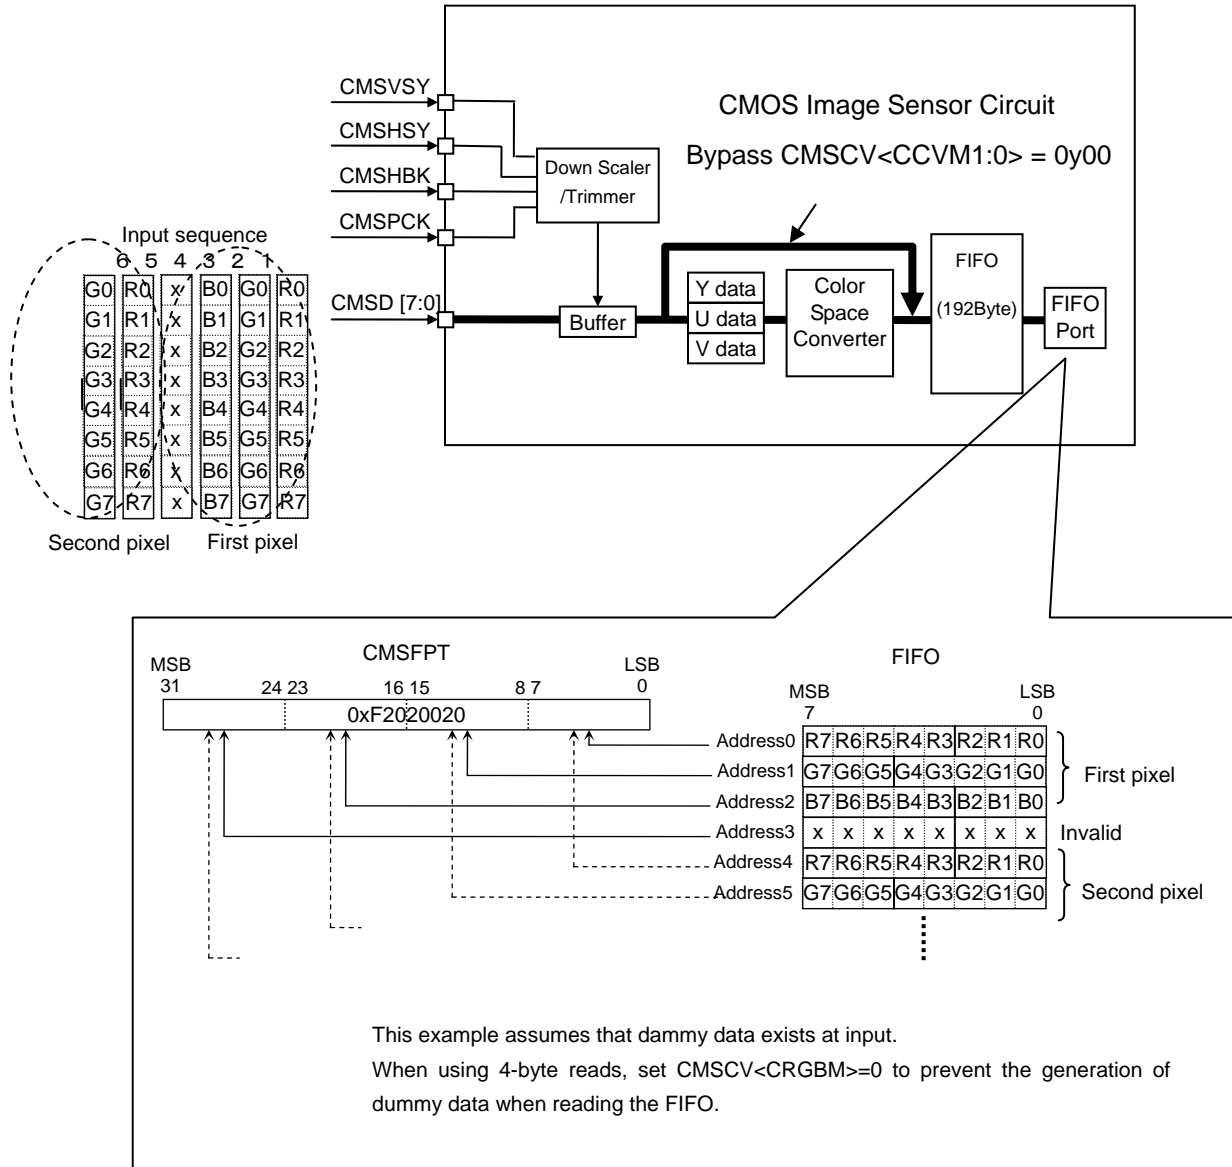 CMSVSY
CMSHSY
CMSHBK
CMSPCK
CMSD [7:0]
CMOS Image Sensor Circuit
Bypass CMSCV<CCVM1:0> = 0y00
Down Scaler
/Trimmer
Buffer
Y data
U data
V data
Color
Space
Converter
FIFO
(192Byte)
FIFO
Port
Input sequence
6 5 4 3 2 1
G0 R0 x B0 G0 R0
G1 R1 x B1 G1 R1
G2 R2 x B2 G2 R2
G3 R3 x B3 G3 R3
G4 R4 x B4 G4 R4
G5 R5 x B5 G5 R5
G6 R6 x B6 G6 R6
G7 R7 x B7 G7 R7
Second pixel First pixel
CMSFPT
MSB LSB
31 24 23 16 15 8 7 0
0xF2020020
FIFO
MSB LSB
7 0
Address0 R7 R6 R5 R4 R3 R2 R1 R0
Address1 G7 G6 G5 G4 G3 G2 G1 G0
First pixel
Address2 B7 B6 B5 B4 B3 B2 B1 B0
Address3 x x x x x x x x Invalid
Address4 R7 R6 R5 R4 R3 R2 R1 R0
Address5 G7 G6 G5 G4 G3 G2 G1 G0
Second pixel
This example assumes that dammy data exists at input.
When using 4-byte reads, set CMSCV<CRGBM>=0 to prevent the generation of
dummy data when reading the FIFO.